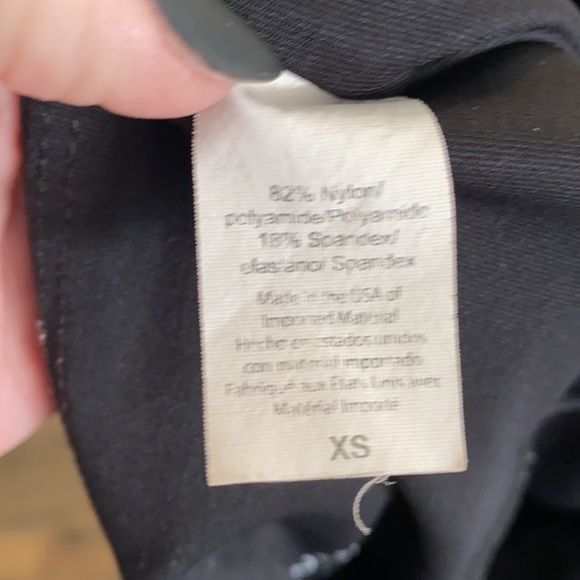 82% Nylon/
polyamide/Polyamide
18% Spandex/
elastano/ Spandex
Made in the USA of
Imported Material
Hecho en estados unidos
con material importado
Fabriqué aux États Unis avec
Matérial Importé
XS